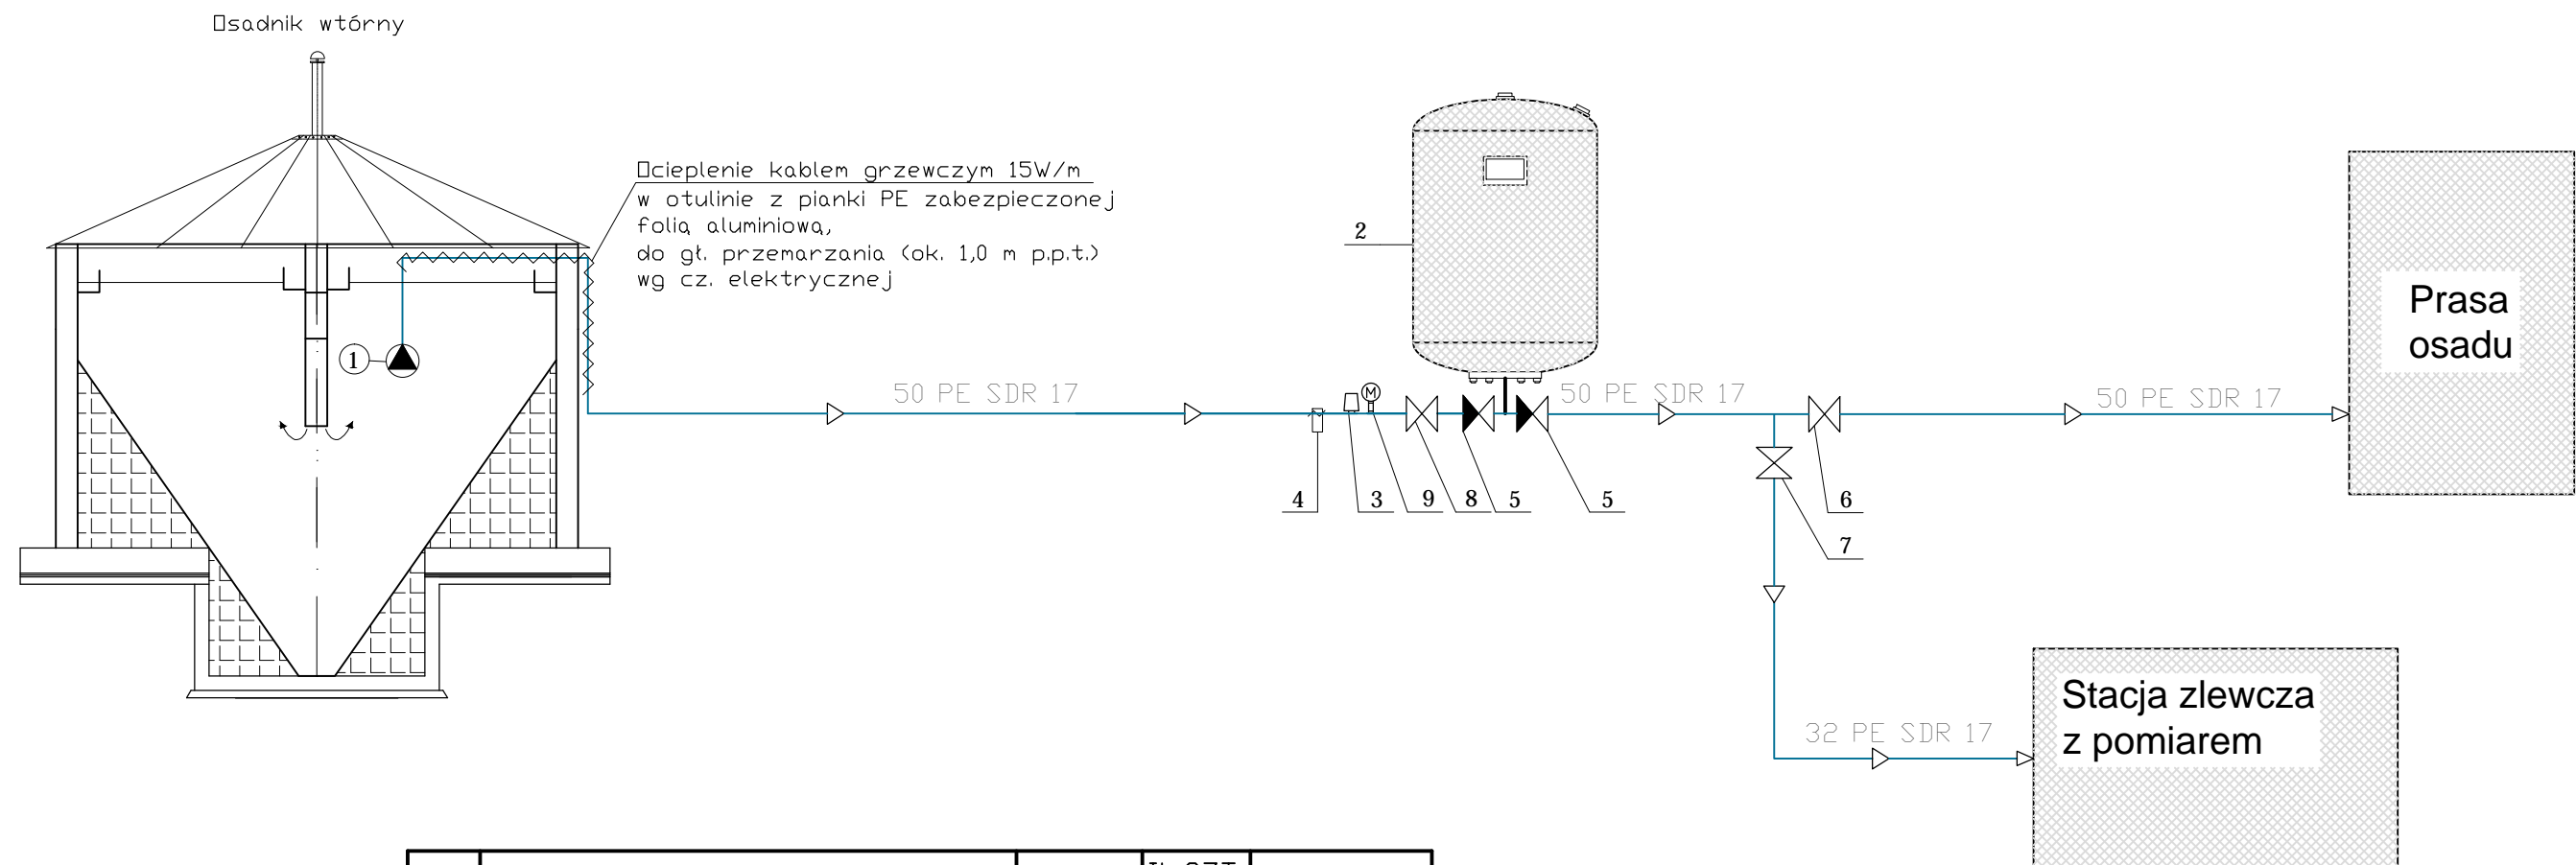 Osadnik wtórny
Ocieplenie kablem grzewczym 15W/m
w otulinie z pianki PE zabezpieczonej
folią aluminiową,
do gł. przemarzania (ok. 1,0 m p.p.t.)
wg cz. elektrycznej
2
Prasa
osadu
1
50 PE SDR 17
M
50 PE SDR 17
50 PE SDR 17
4
3
9
8
5
5
6
7
Stacja zlewcza
z pomiarem
32 PE SDR 17